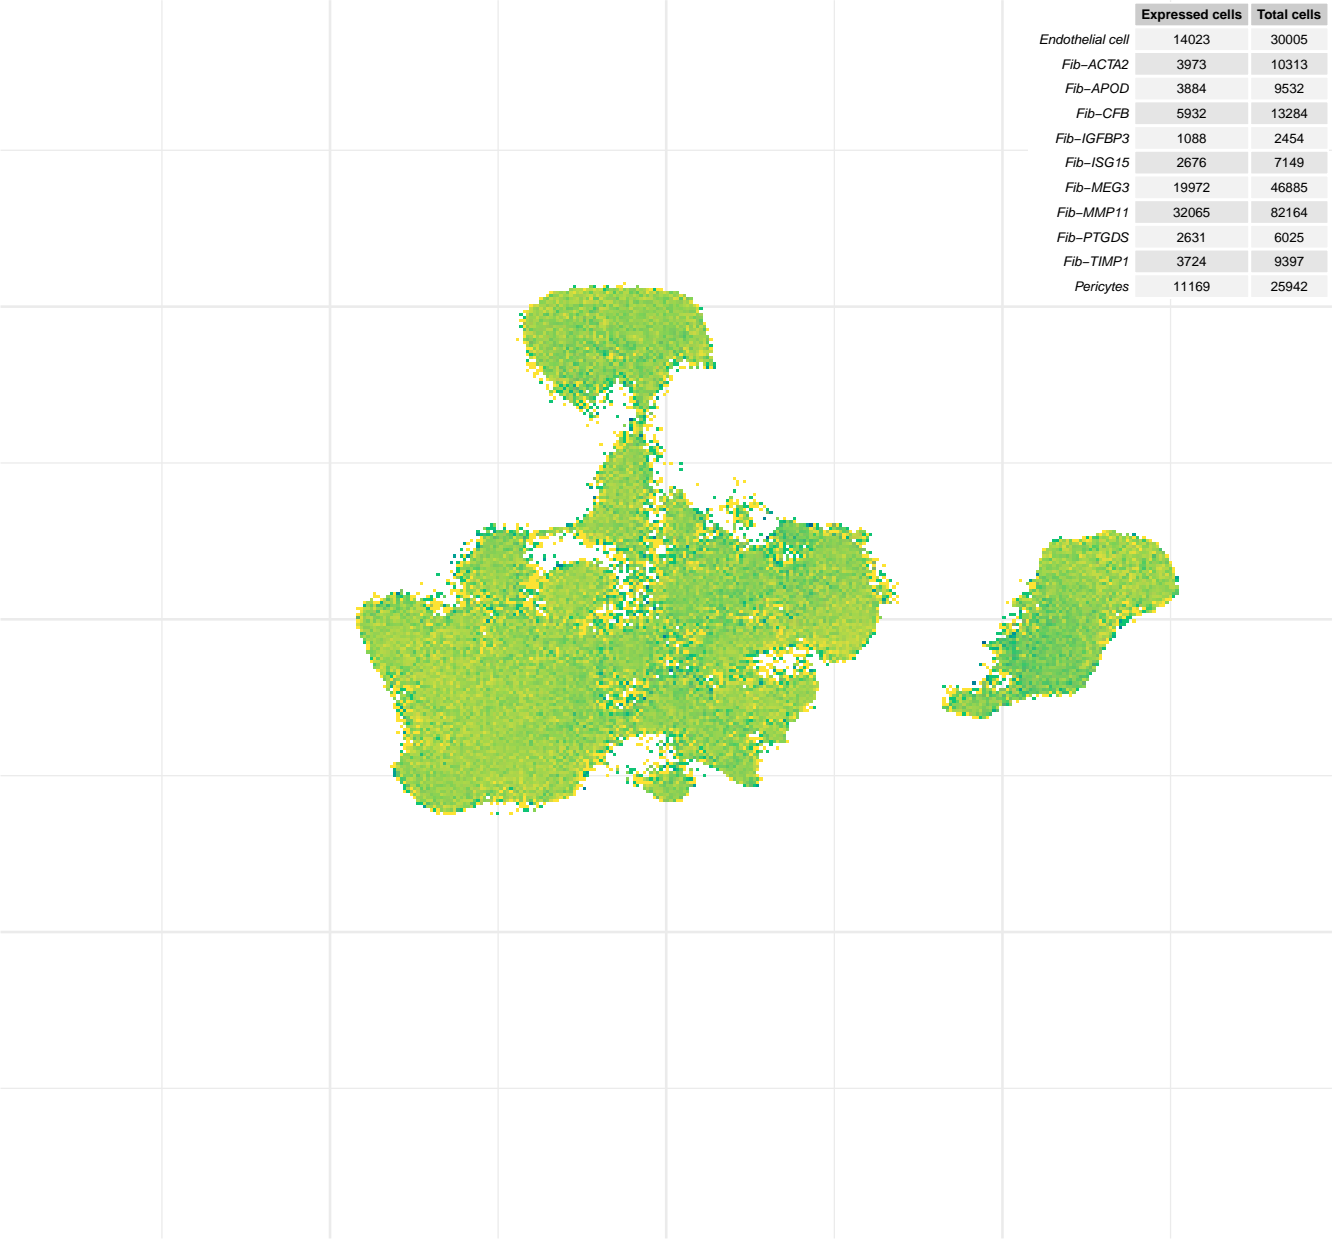 Expressed cells Total cells
Endothelial cell 14023 30005
Fib−ACTA2 3973 10313
Fib−APOD 3884 9532
Fib−CFB 5932 13284
Fib−IGFBP3 1088 2454
Fib−ISG15 2676 7149
Fib−MEG3 19972 46885
Fib−MMP11 32065 82164
Fib−PTGDS 2631 6025
Fib−TIMP1 3724 9397
Pericytes 11169 25942